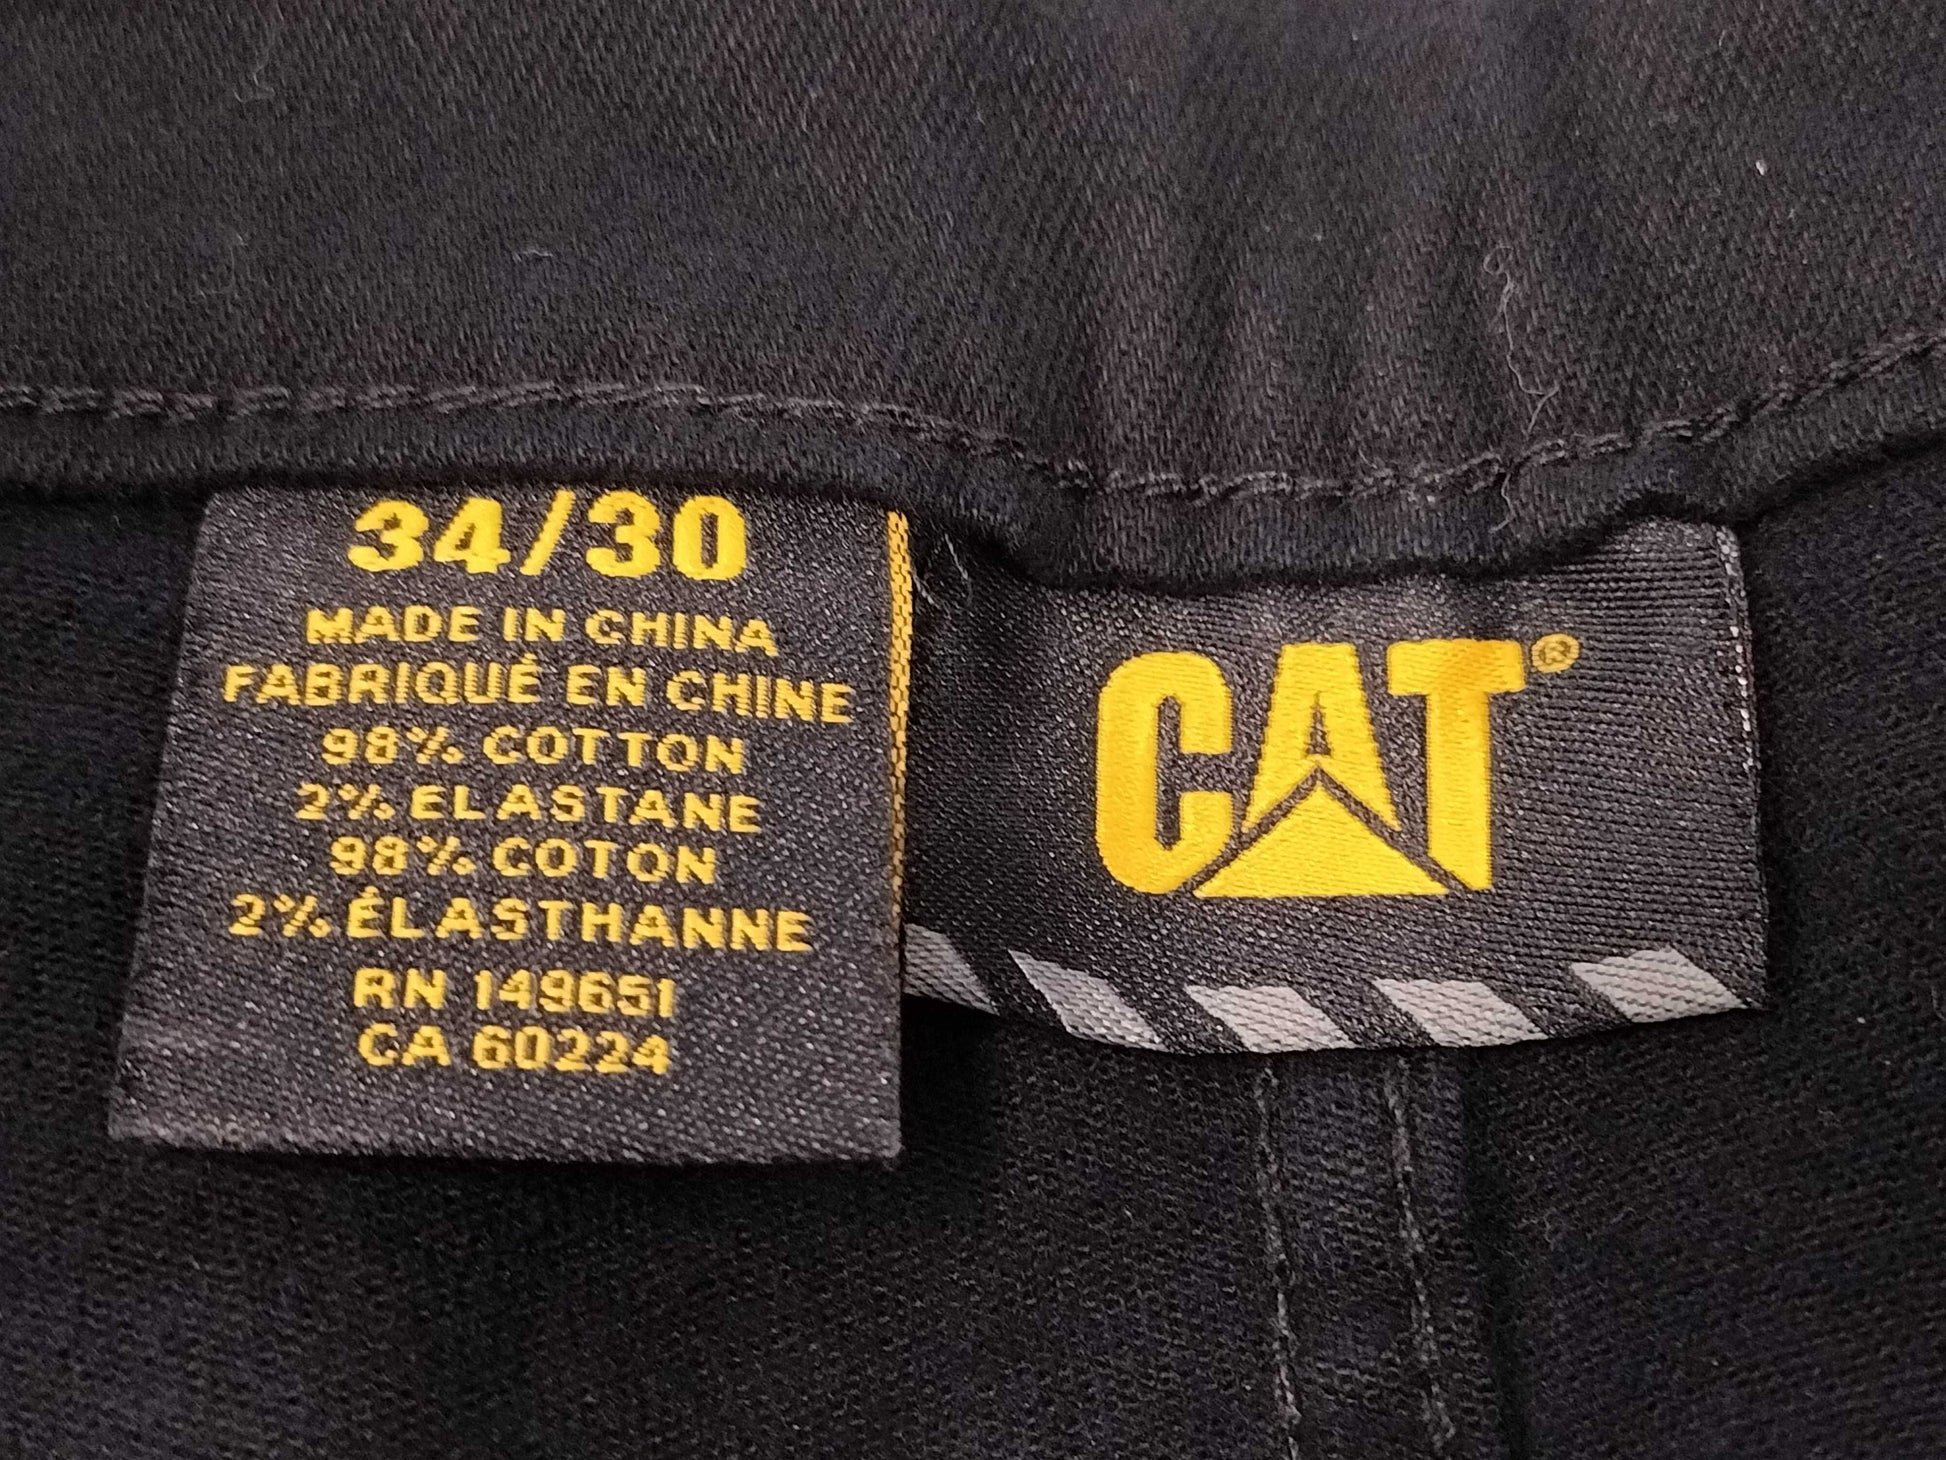 34/30
MADE IN CHINA
FABRIQUÉ EN CHINE
98% COTTON
2% ELASTANE
98% COTON
2% ÉLASTHANNE
RN 149651
CA 60224
CAT®